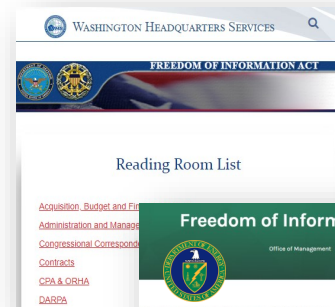 WASHINGTON HEADQUARTERS SERVICES
FREEDOM OF INFORMATION ACT
Reading Room List
Acquisition, Budget and Fin
Administration and Manage
Freedom of Inform
Congressional Corresponde
Office of Management
Contracts
CPA & ORHA
DARPA